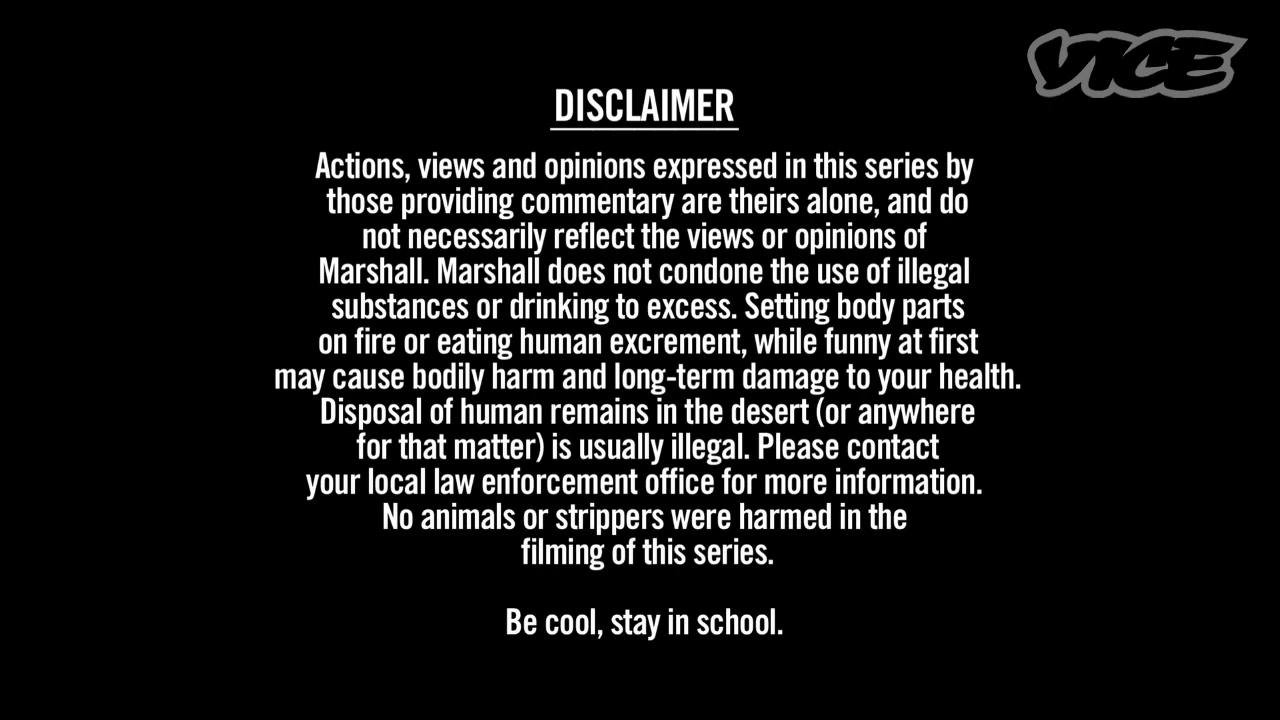 VICE
DISCLAIMER
Actions, views and opinions expressed in this series by
those providing commentary are theirs alone, and do
not necessarily reflect the views or opinions of
Marshall. Marshall does not condone the use of illegal
substances or drinking to excess. Setting body parts
on fire or eating human excrement, while funny at first
may cause bodily harm and long-term damage to your health.
Disposal of human remains in the desert (or anywhere
for that matter) is usually illegal. Please contact
your local law enforcement office for more information.
No animals or strippers were harmed in the
filming of this series.
Be cool, stay in school.